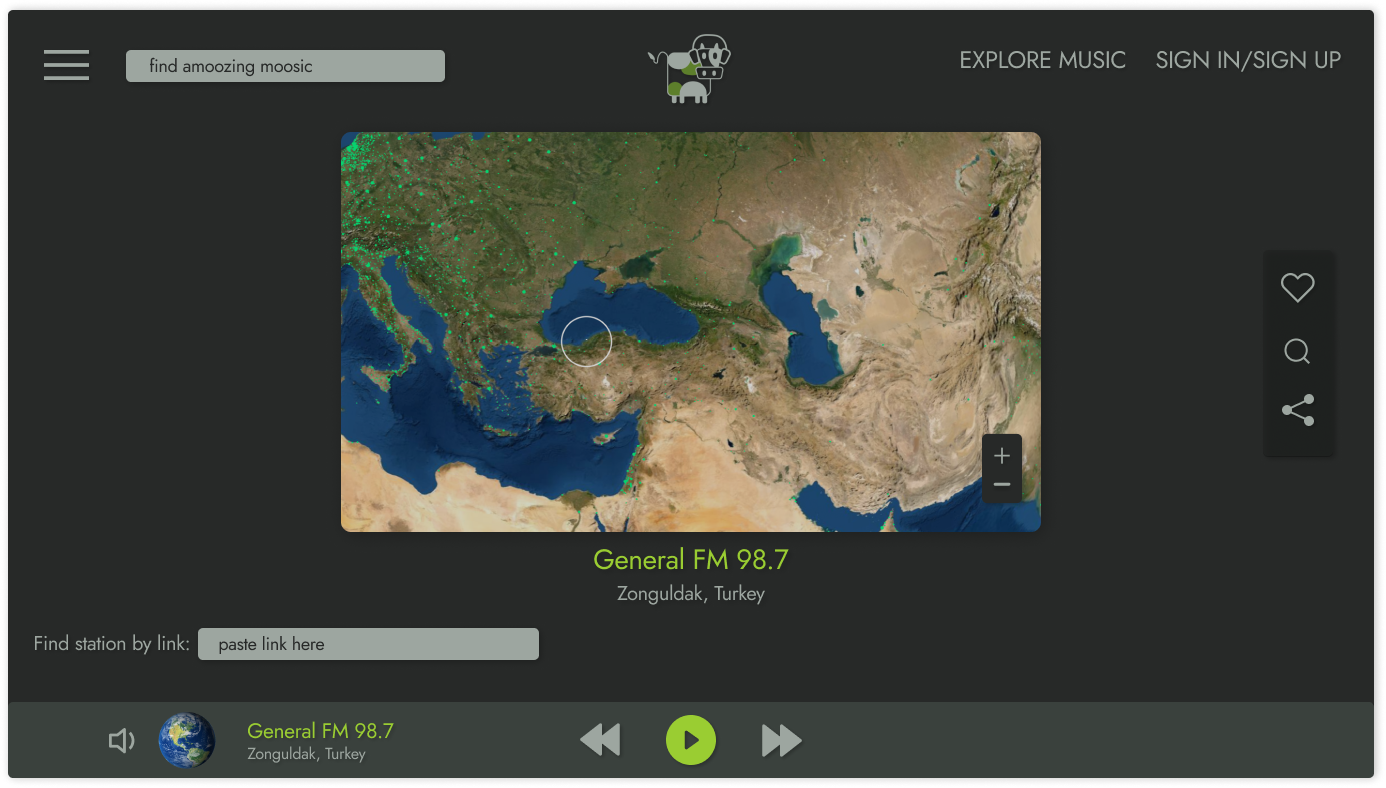 find amoozing moosic
EXPLORE MUSIC
SIGN IN/SIGN UP
General FM 98.7
Zonguldak, Turkey
Find station by link:
paste link here
General FM 98.7
Zonguldak, Turkey